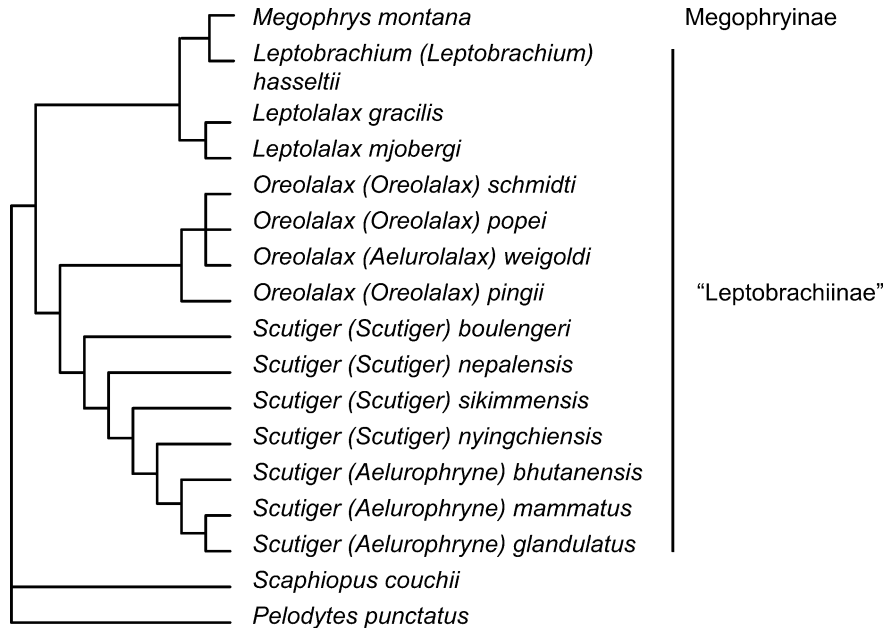 Megophrys montana Megophryinae
Leptobrachium (Leptobrachium)
hasseltii
Leptolalax gracilis
Leptolalax mjobergi
Oreolalax (Oreolalax) schmidti
Oreolalax (Oreolalax) popei
Oreolalax (Aelurolalax) weigoldi
Oreolalax (Oreolalax) pingii
“Leptobrachiinae”
Scutiger (Scutiger) boulengeri
Scutiger (Scutiger) nepalensis
Scutiger (Scutiger) sikimmensis
Scutiger (Scutiger) nyingchiensis
Scutiger (Aelurophryne) bhutanensis
Scutiger (Aelurophryne) mammatus
Scutiger (Aelurophryne) glandulatus
Scaphiopus couchii
Pelodytes punctatus